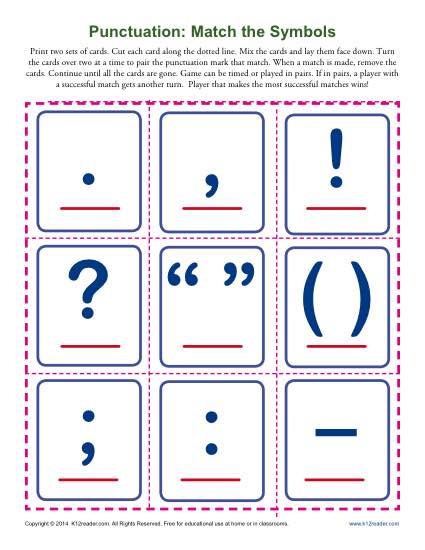 Punctuation: Match the Symbols
Print two sets of cards. Cut each card along the dotted line. Mix the cards and lay them face down. Turn
the cards over two at a time to pair the punctuation mark that match. When a match is made, remove the
cards. Continue until all the cards are gone. Game can be timed or played in pairs. If in pairs, a player with
a successful match gets another turn. Player that makes the most successful matches wins!
. , !
? “ ” ( )
; : –
Copyright © 2014 K12reader.com. All Rights Reserved. Free for educational use at home or in classrooms. www.k12reader.com